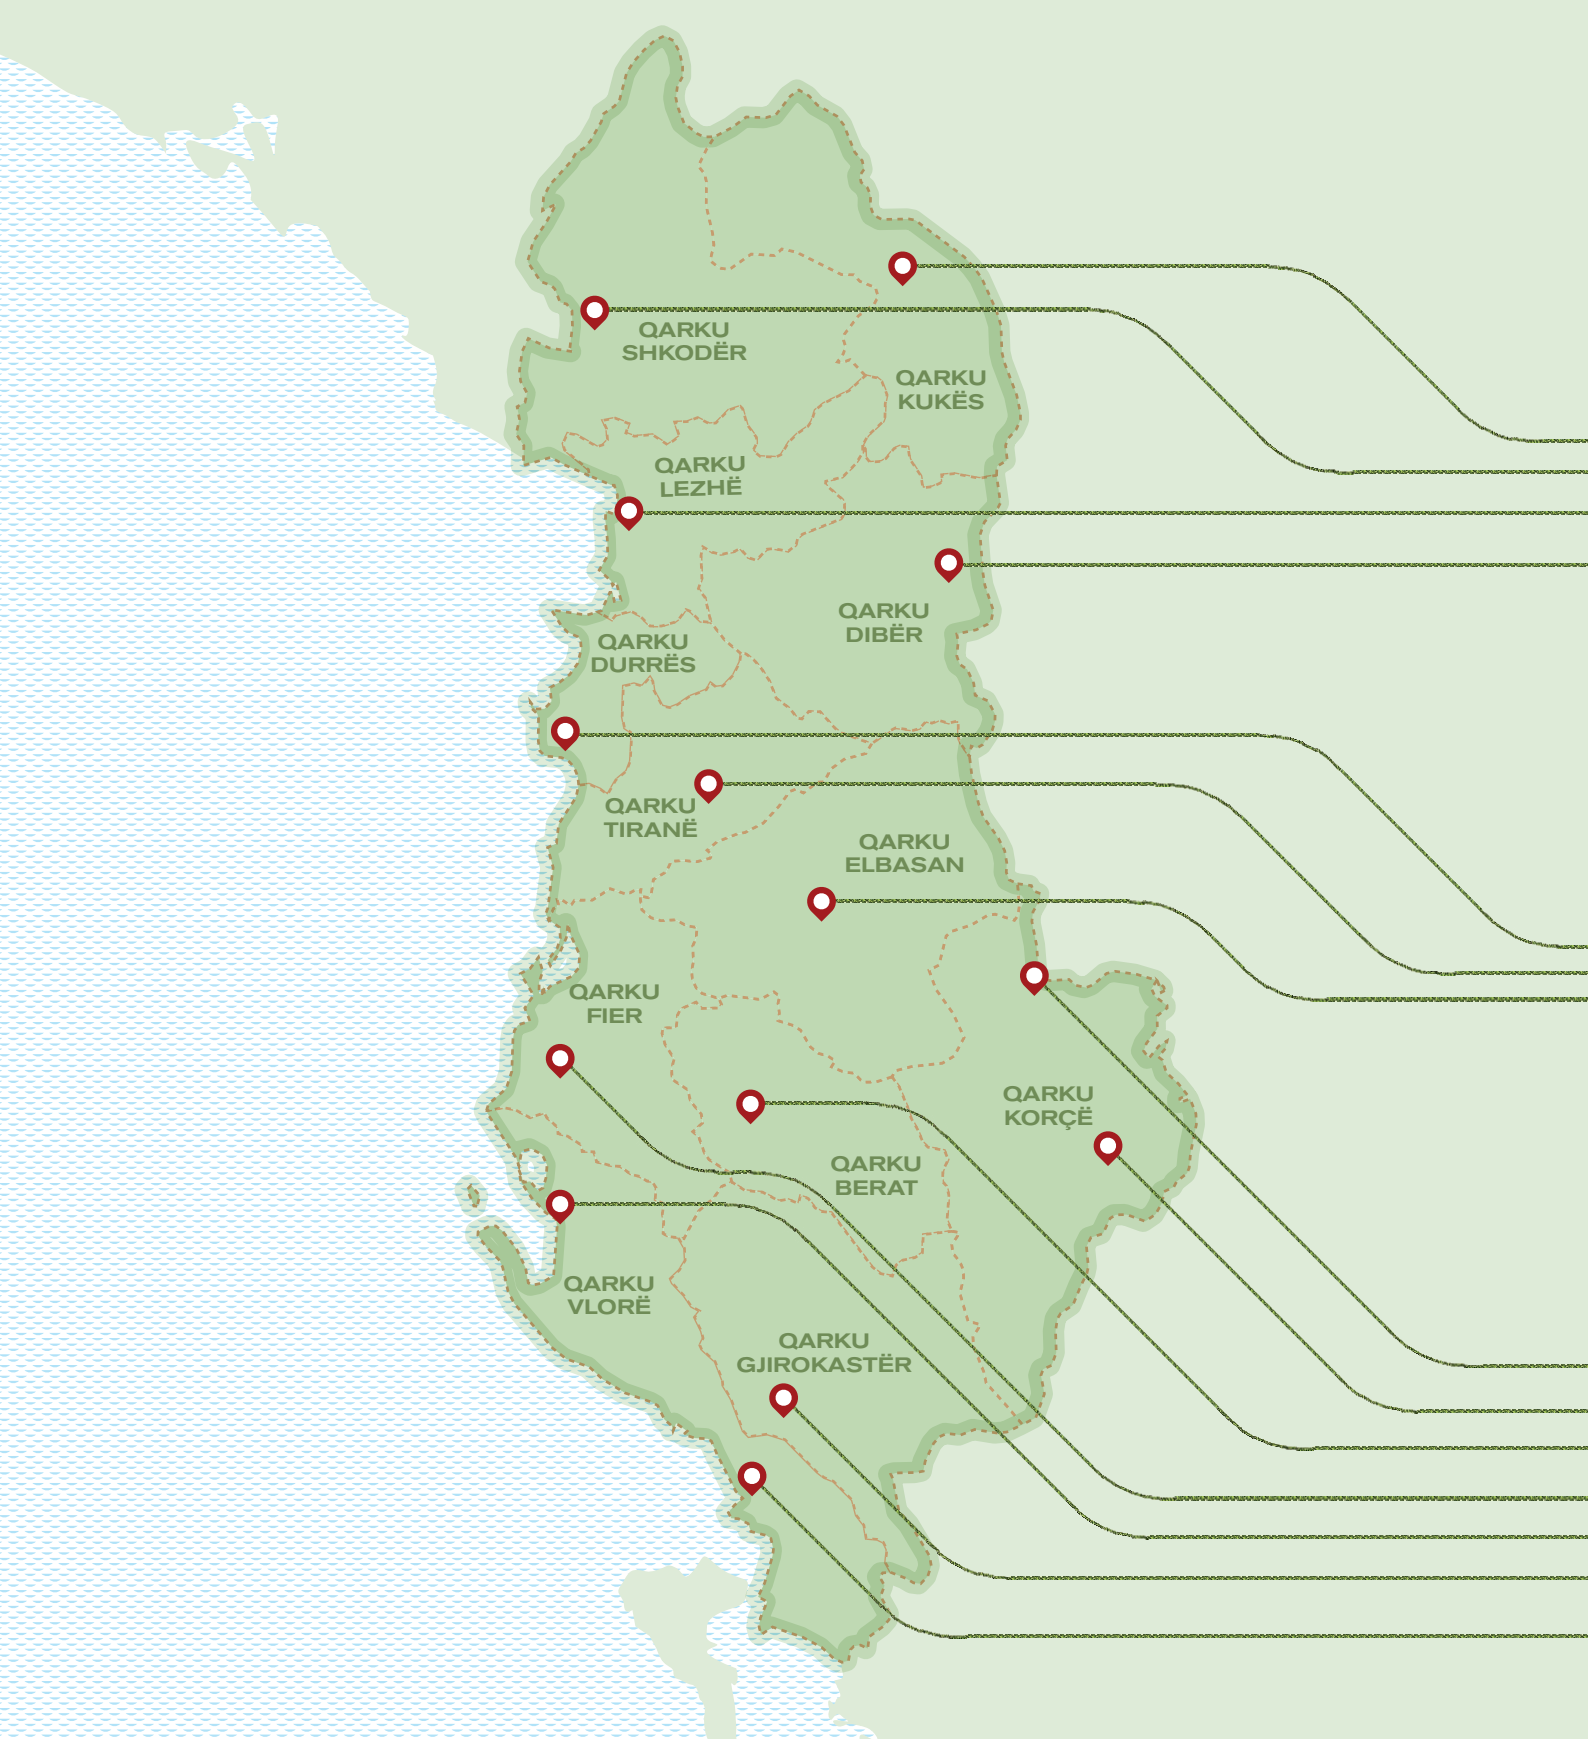 QARKU
SHKODËR
QARKU
KUKËS
QARKU
LEZHË
QARKU
DIBËR
QARKU
DURRËS
QARKU
TIRANË
QARKU
ELBASAN
QARKU
FIER
QARKU
KORÇË
QARKU
BERAT
QARKU
VLORË
QARKU
GJIROKASTËR